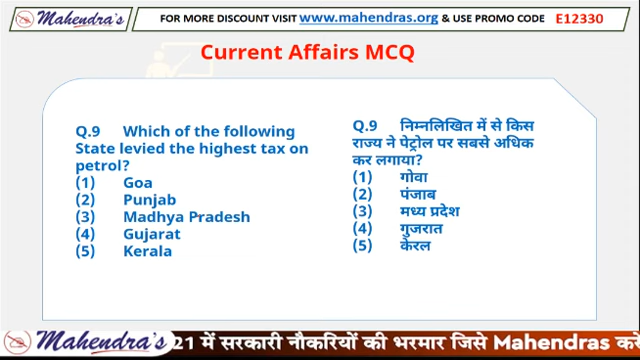 Mahendra's
FOR MORE DISCOUNT VISIT www.mahendras.org & USE PROMO CODE E12330
Current Affairs MCQ
Q.9 Which of the following
State levied the highest tax on
petrol?
(1) Goa
(2) Punjab
(3) Madhya Pradesh
(4) Gujarat
(5) Kerala
Q.9 निम्नलिखित में से किस
राज्य ने पेट्रोल पर सबसे अधिक
कर लगाया?
(1) गोवा
(2) पंजाब
(3) मध्य प्रदेश
(4) गुजरात
(5) केरल
Mahendra's 21 में सरकारी नौकरियों की भरमार जिसे Mahendras करे